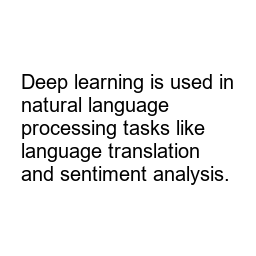 Deep learning is used in
natural language
processing tasks like
language translation
and sentiment analysis.